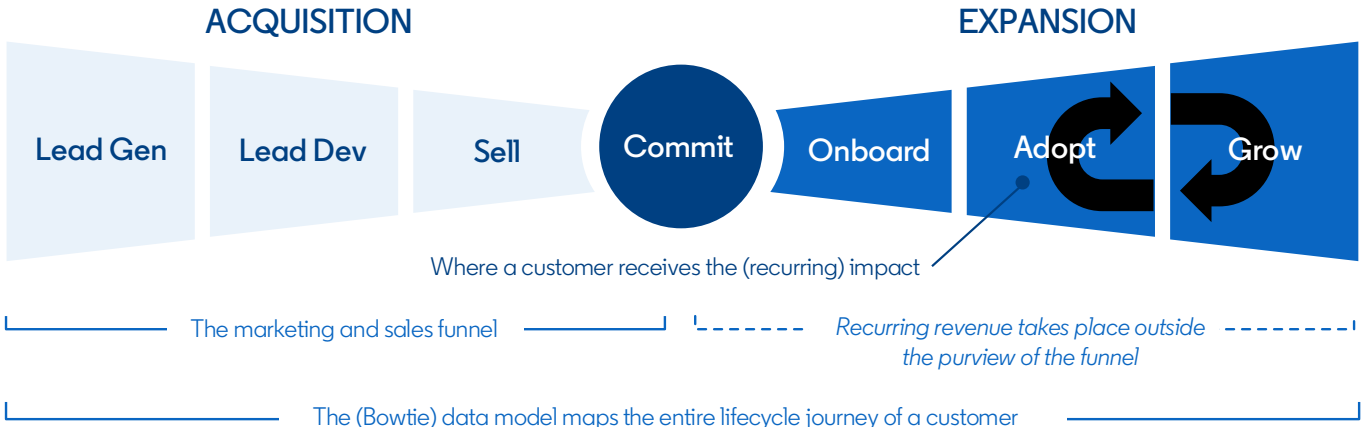 ACQUISITION
EXPANSION
Lead Gen
Lead Dev
Sell
Commit
Onboard
Adopt
Grow
Where a customer receives the (recurring) impact
The marketing and sales funnel
Recurring revenue takes place outside
the purview of the funnel
The (Bowtie) data model maps the entire lifecycle journey of a customer